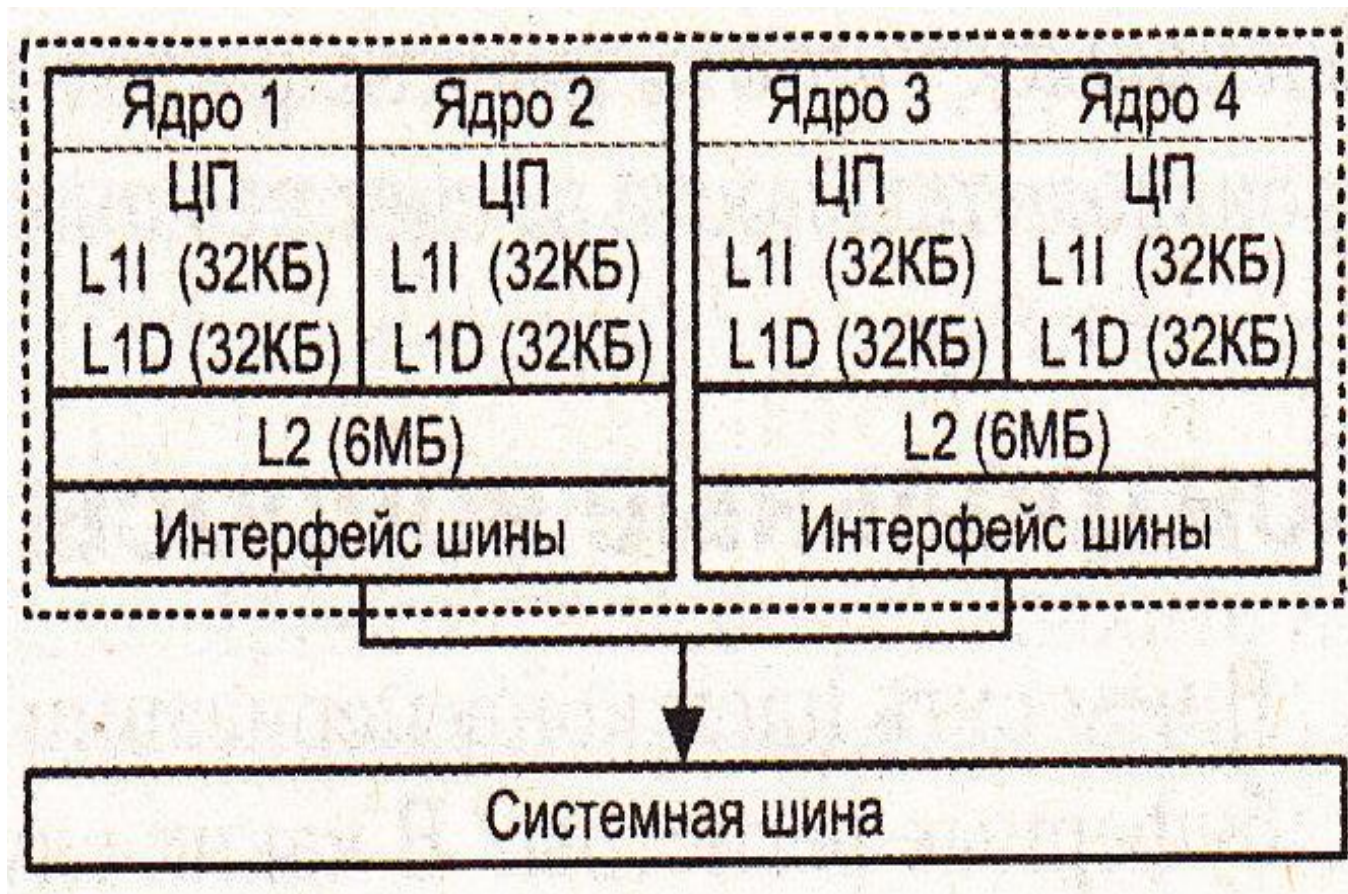 Ядро 1
ЦП
L1I (32КБ)
L1D (32КБ)
Ядро 2
ЦП
L1I (32КБ)
L1D (32КБ)
L2 (6МБ)
Интерфейс шины
Ядро 3
ЦП
L1I (32КБ)
L1D (32КБ)
Ядро 4
ЦП
L1I (32КБ)
L1D (32КБ)
L2 (6МБ)
Интерфейс шины
Системная шина